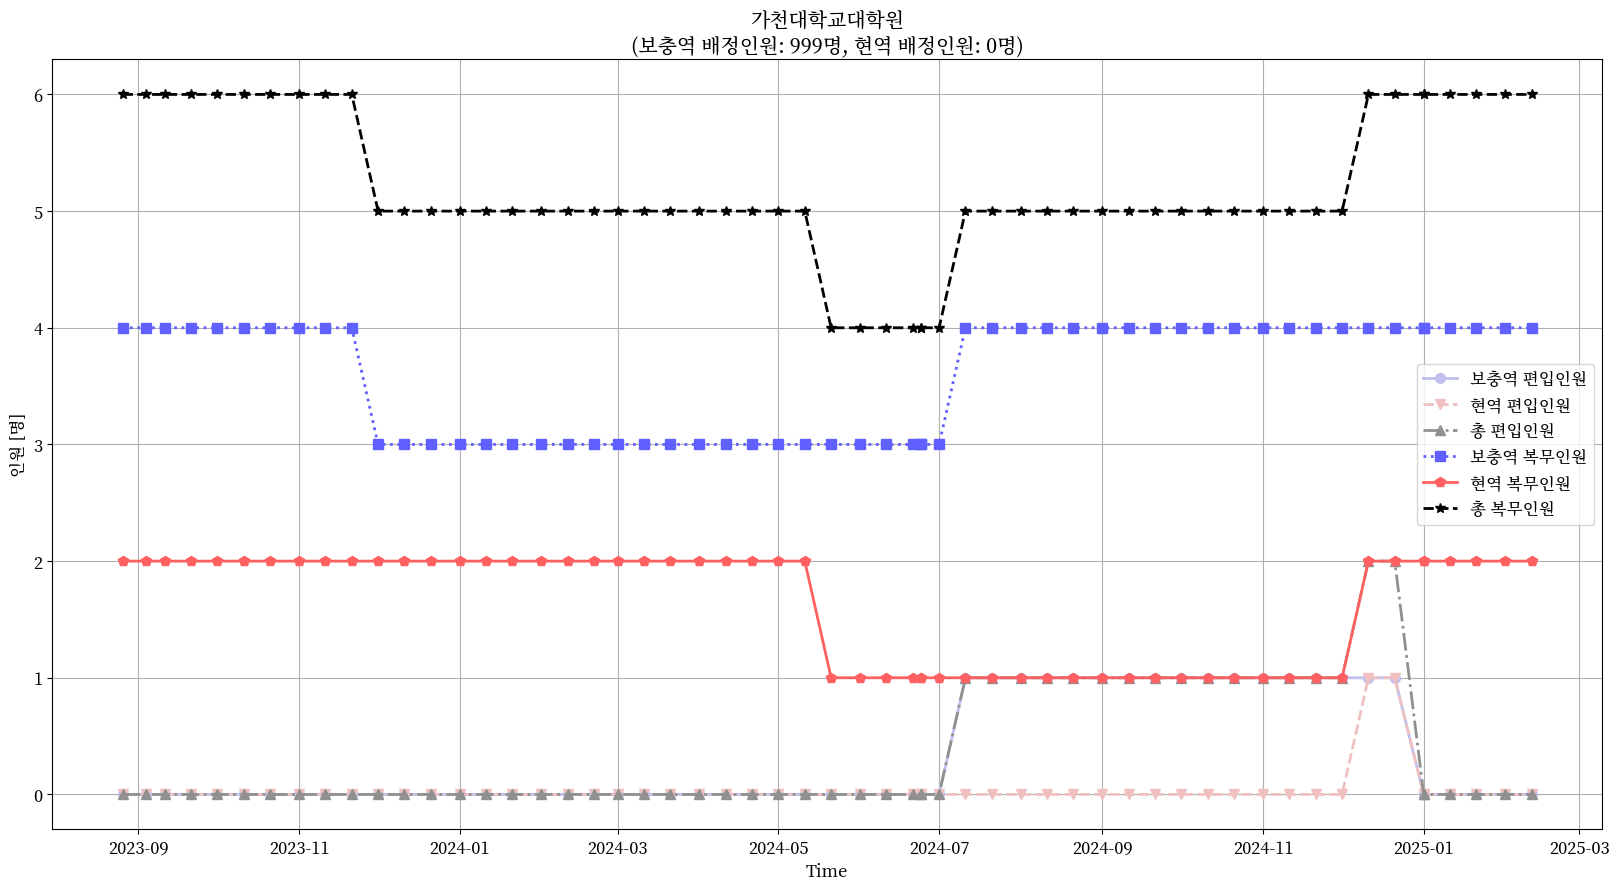 가천대학교대학원
(보충역 배정인원: 999명, 현역 배정인원: 0명)
인원 [명]
6
5
4
3
2
1
0
보충역 편입인원
현역 편입인원
총 편입인원
보충역 복무인원
현역 복무인원
총 복무인원
2023-09 2023-11 2024-01 2024-03 2024-05 2024-07 2024-09 2024-11 2025-01 2025-03
Time